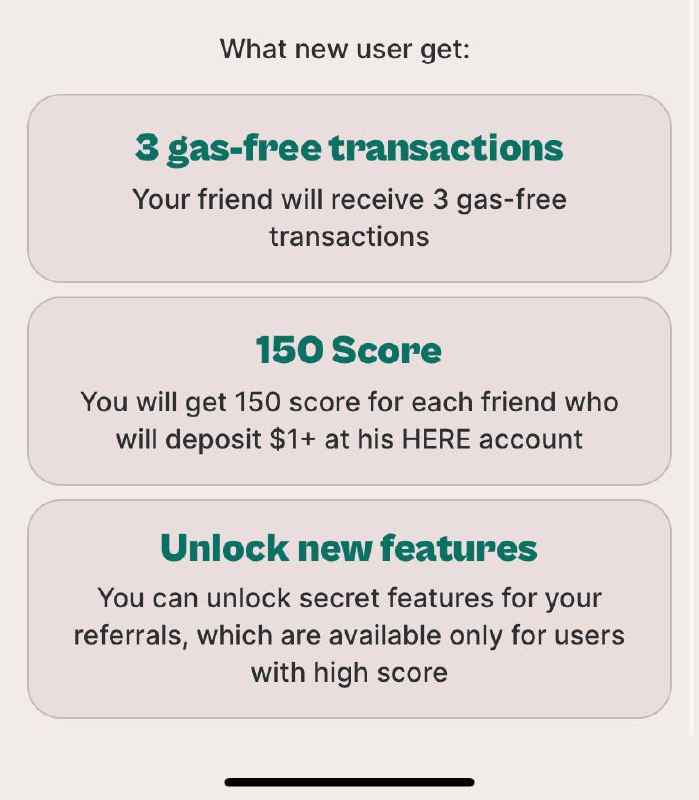 What new user get:
3 gas-free transactions
Your friend will receive 3 gas-free
transactions
150 Score
You will get 150 score for each friend who
will deposit $1+ at his HERE account
Unlock new features
You can unlock secret features for your
referrals, which are available only for users
with high score